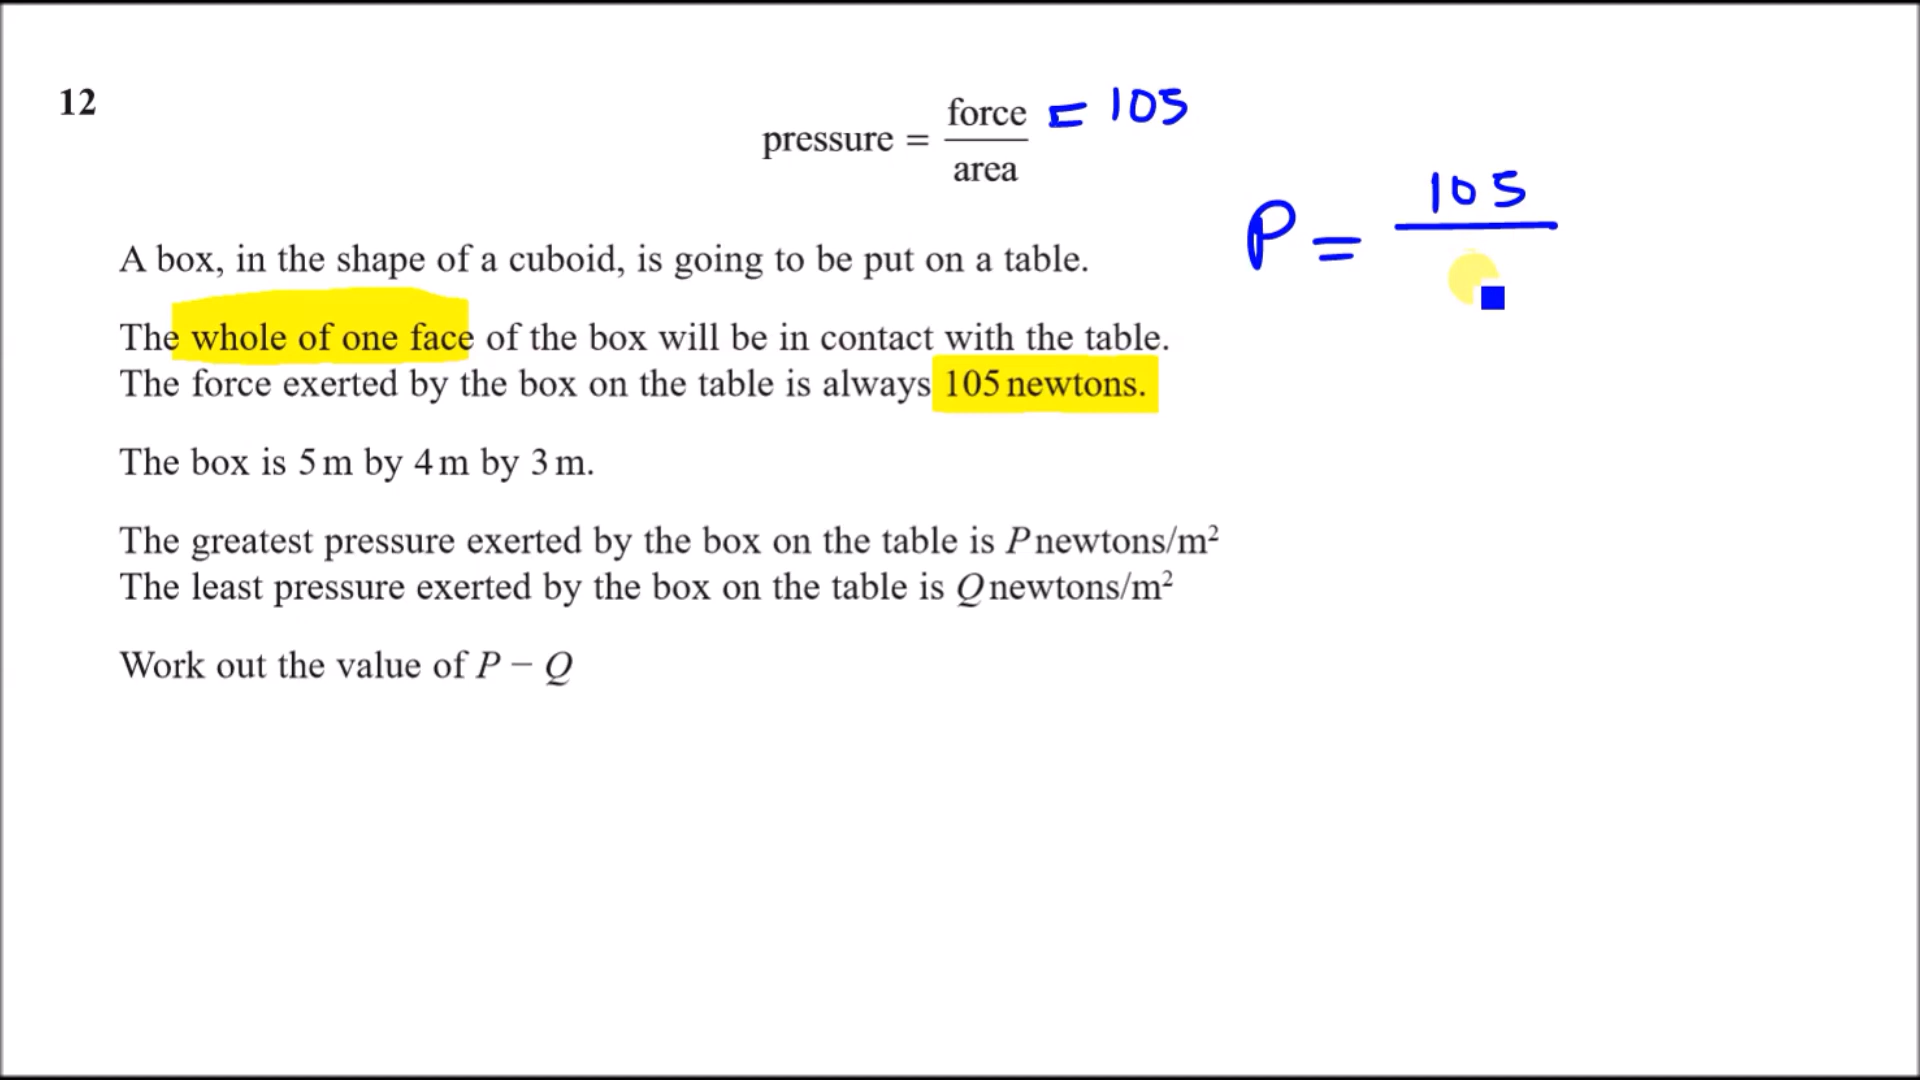 12
pressure = force/area = 105
P = 105
A box, in the shape of a cuboid, is going to be put on a table.
The whole of one face of the box will be in contact with the table.
The force exerted by the box on the table is always 105 newtons.
The box is 5 m by 4 m by 3 m.
The greatest pressure exerted by the box on the table is P newtons/m²
The least pressure exerted by the box on the table is Q newtons/m²
Work out the value of P − Q